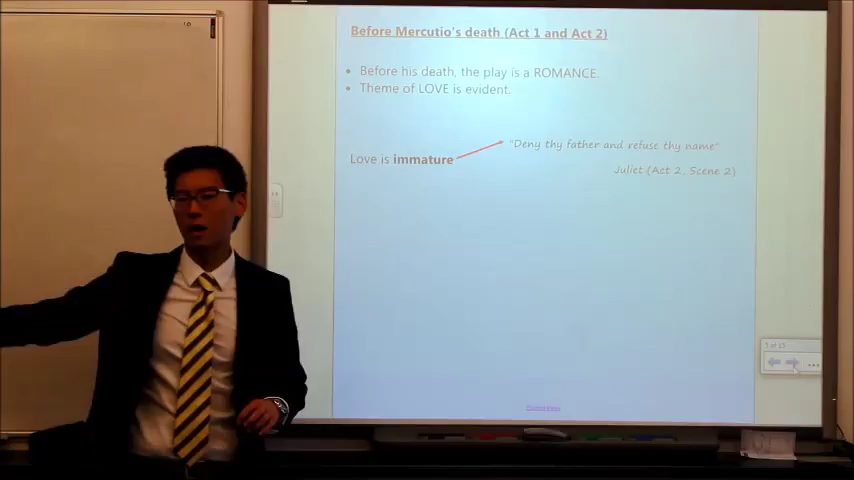 Before Mercutio's death (Act 1 and Act 2)
• Before his death, the play is a ROMANCE.
• Theme of LOVE is evident.
"Deny thy father and refuse thy name"
Love is immature
Juliet (Act 2, Scene 2)